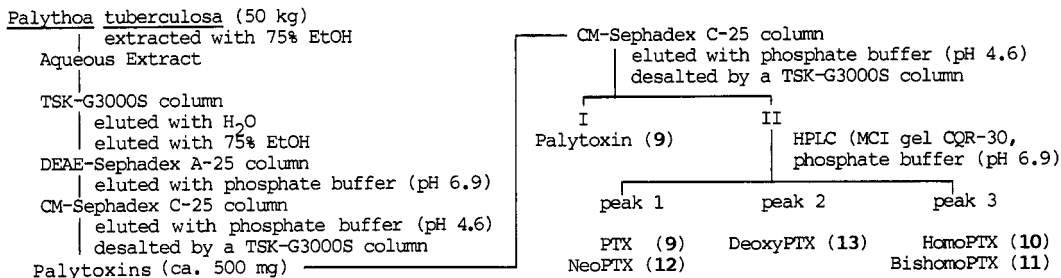 Palythoa tuberculosa (50 kg)
extracted with 75% EtOH
Aqueous Extract
TSK-G3000S column
eluted with H2O
eluted with 75% EtOH
DEAE-Sephadex A-25 column
eluted with phosphate buffer (pH 6.9)
CM-Sephadex C-25 column
eluted with phosphate buffer (pH 4.6)
desalted by a TSK-G3000S column
Palytoxins (ca. 500 mg)
CM-Sephadex C-25 column
eluted with phosphate buffer (pH 4.6)
desalted by a TSK-G3000S column
I II
Palytoxin (9) HPLC (MCI gel CQR-30,
phosphate buffer (pH 6.9)
peak 1 peak 2 peak 3
PTX (9) DeoxyPTX (13) HomoPTX (10)
NeoPTX (12) BishomoPTX (11)